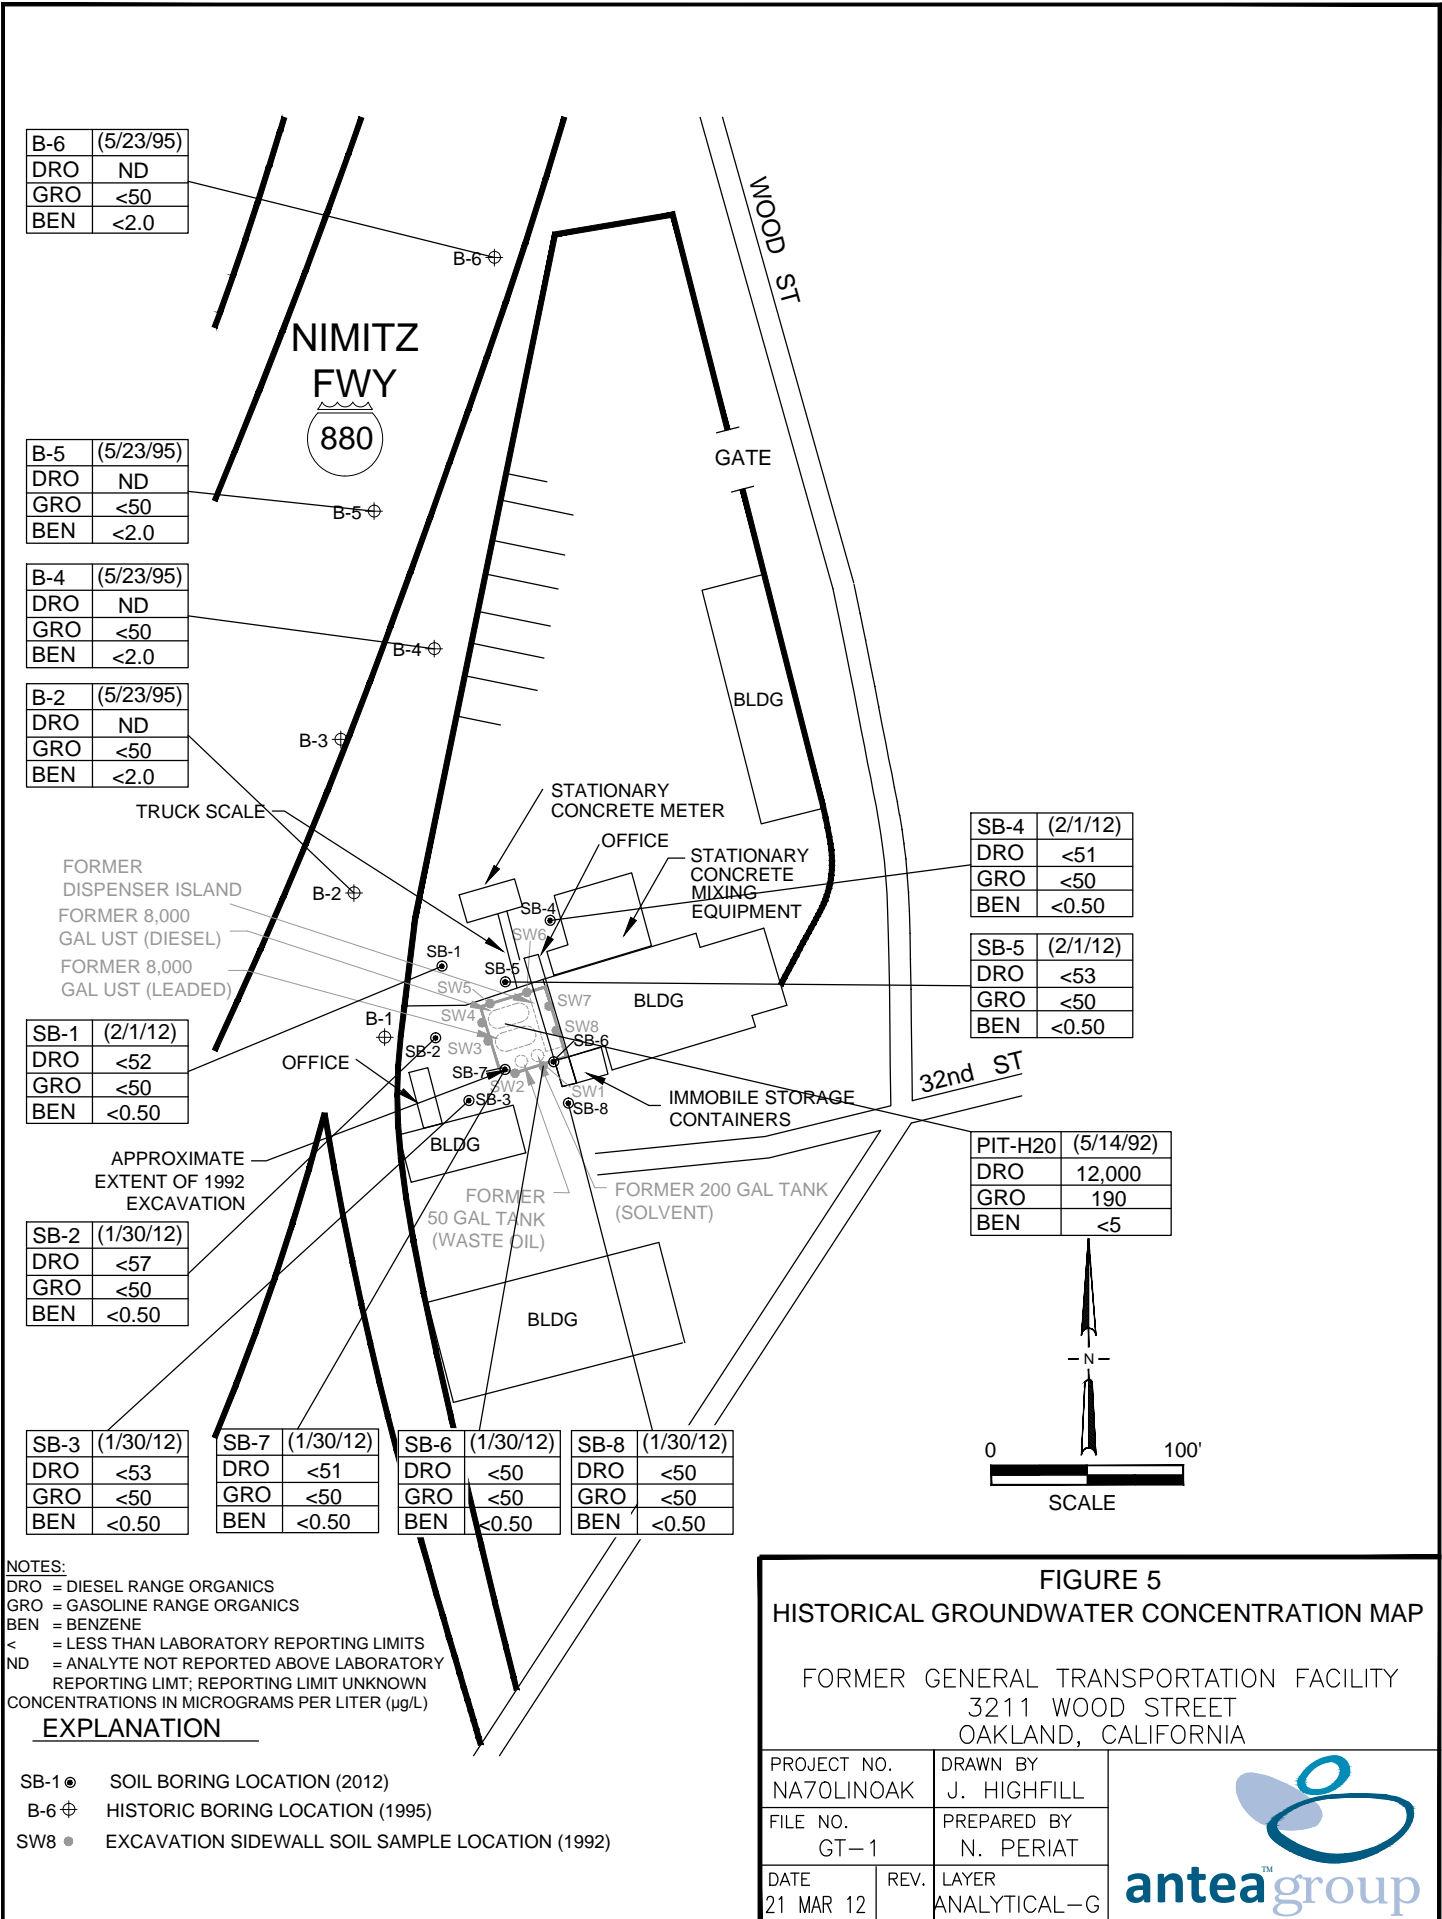 B-6 (5/23/95)
DRO ND
GRO <50
BEN <2.0
B-6
WOOD ST
NIMITZ
FWY
880
B-5 (5/23/95)
DRO ND
GRO <50
BEN <2.0
B-5
GATE
B-4 (5/23/95)
DRO ND
GRO <50
BEN <2.0
B-4
B-2 (5/23/95)
DRO ND
GRO <50
BEN <2.0
B-3
BLDG
TRUCK SCALE
STATIONARY
CONCRETE METER
OFFICE
STATIONARY
CONCRETE
MIXING
EQUIPMENT
SB-4 (2/1/12)
DRO <51
GRO <50
BEN <0.50
FORMER
DISPENSER ISLAND
FORMER 8,000
GAL UST (DIESEL)
FORMER 8,000
GAL UST (LEADED)
B-2
SB-4
SW6
SB-1
SB-5
SW5
SW7
BLDG
SW4
SW8
SB-5 (2/1/12)
DRO <53
GRO <50
BEN <0.50
SB-1 (2/1/12)
DRO <52
GRO <50
BEN <0.50
B-1
OFFICE
SB-2
SW3
SB-6
SB-7
SW2
SW1
SB-3
SB-8
IMMOBILE STORAGE
CONTAINERS
32nd ST
BLDG
APPROXIMATE
EXTENT OF 1992
EXCAVATION
FORMER
50 GAL TANK
(WASTE OIL)
FORMER 200 GAL TANK
(SOLVENT)
PIT-H20 (5/14/92)
DRO 12,000
GRO 190
BEN <5
SB-2 (1/30/12)
DRO <57
GRO <50
BEN <0.50
BLDG
N
0 100'
SCALE
SB-3 (1/30/12)
DRO <53
GRO <50
BEN <0.50
SB-7 (1/30/12)
DRO <51
GRO <50
BEN <0.50
SB-6 (1/30/12)
DRO <50
GRO <50
BEN <0.50
SB-8 (1/30/12)
DRO <50
GRO <50
BEN <0.50
NOTES:
DRO = DIESEL RANGE ORGANICS
GRO = GASOLINE RANGE ORGANICS
BEN = BENZENE
< = LESS THAN LABORATORY REPORTING LIMITS
ND = ANALYTE NOT REPORTED ABOVE LABORATORY
REPORTING LIMT; REPORTING LIMIT UNKNOWN
CONCENTRATIONS IN MICROGRAMS PER LITER (µg/L)
EXPLANATION
SB-1 SOIL BORING LOCATION (2012)
B-6 HISTORIC BORING LOCATION (1995)
SW8 EXCAVATION SIDEWALL SOIL SAMPLE LOCATION (1992)
FIGURE 5
HISTORICAL GROUNDWATER CONCENTRATION MAP
FORMER GENERAL TRANSPORTATION FACILITY
3211 WOOD STREET
OAKLAND, CALIFORNIA
PROJECT NO.
NA70LINOAK
DRAWN BY
J. HIGHFILL
FILE NO.
GT-1
PREPARED BY
N. PERIAT
DATE
21 MAR 12
REV.
LAYER
ANALYTICAL-G
antea™group